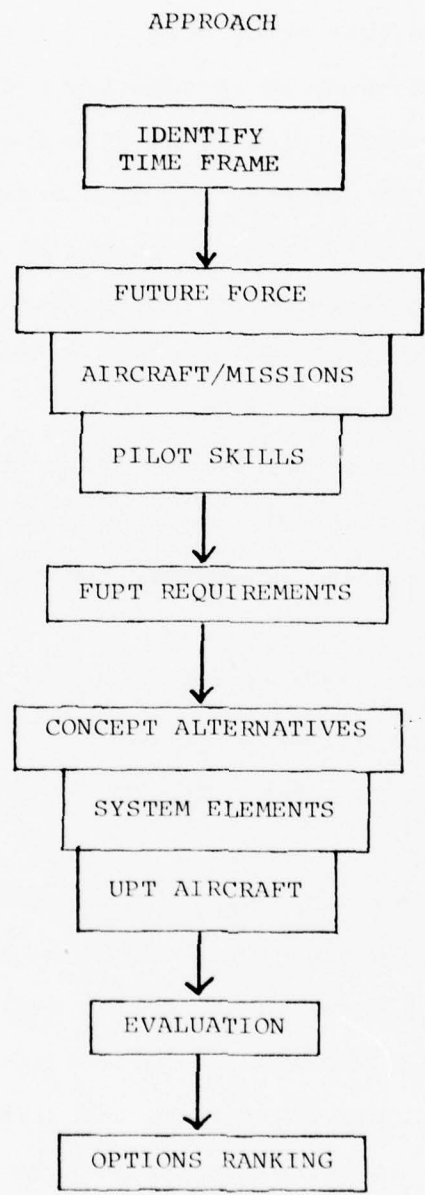 APPROACH
IDENTIFY
TIME FRAME
FUTURE FORCE
AIRCRAFT/MISSIONS
PILOT SKILLS
FUPT REQUIREMENTS
CONCEPT ALTERNATIVES
SYSTEM ELEMENTS
UPT AIRCRAFT
EVALUATION
OPTIONS RANKING